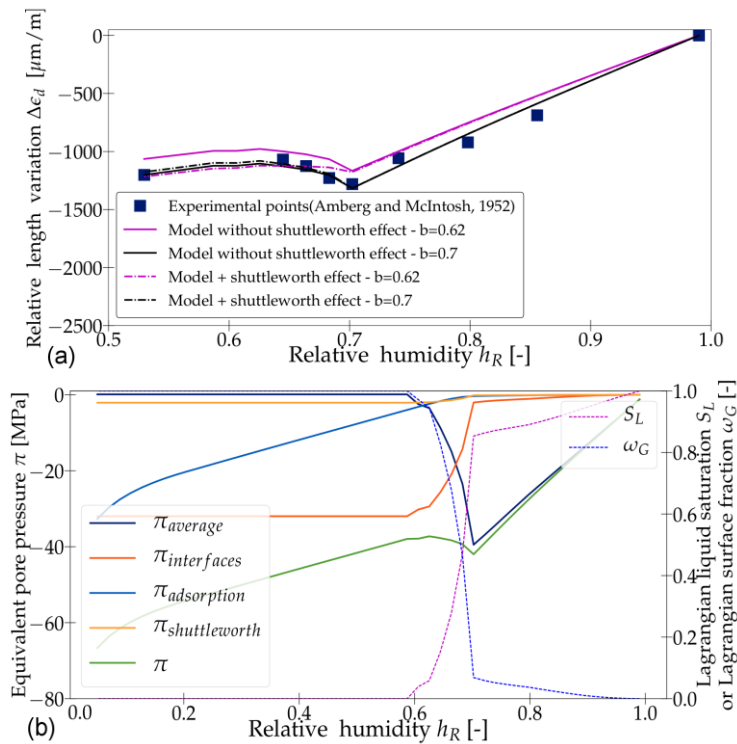 0
−500
−1000
−1500
−2000
−2500
Relative length variation Δϵ_d [μm/m]
Experimental points(Amberg and McIntosh, 1952)
Model without shuttleworth effect - b=0.62
Model without shuttleworth effect - b=0.7
Model + shuttleworth effect - b=0.62
Model + shuttleworth effect - b=0.7
0.5 0.6 0.7 0.8 0.9 1.0
(a)
Relative humidity h_R [-]
0
−20
−40
−60
−80
Equivalent pore pressure π [MPa]
S_L
ω_G
π_average
π_interfaces
π_adsorption
π_shuttleworth
π
1.0
0.8
0.6
0.4
0.2
0.0
Lagrangian liquid saturation S_L
or Lagrangian surface fraction ω_G [-]
0.0 0.2 0.4 0.6 0.8 1.0
(b)
Relative humidity h_R [-]